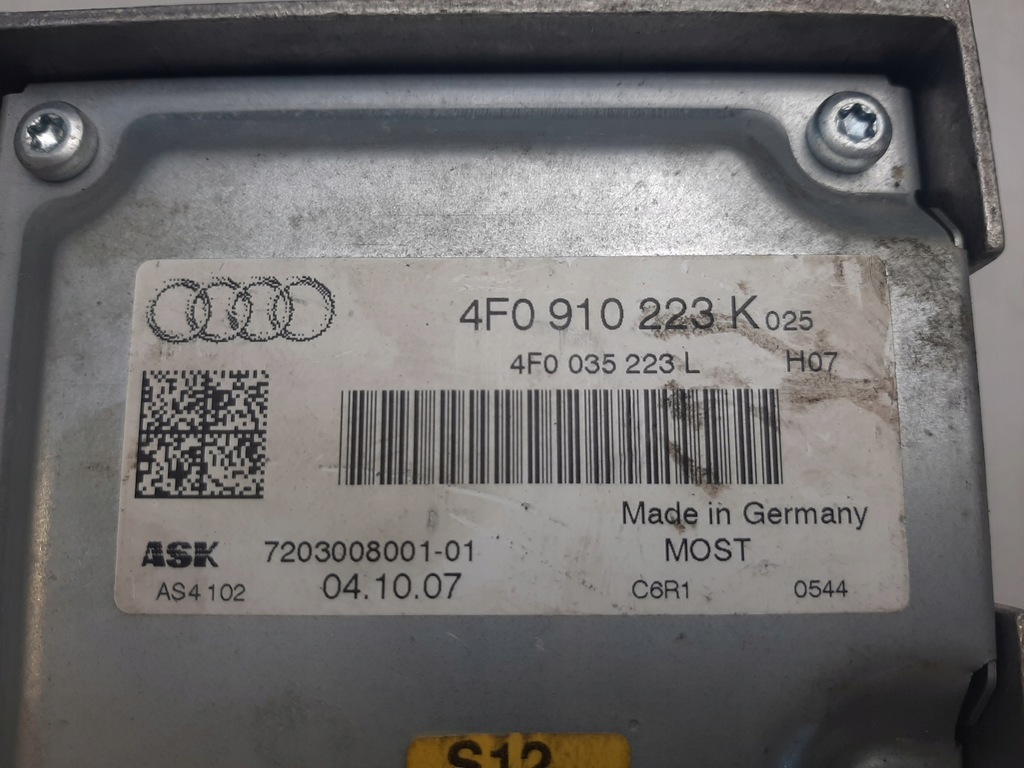 4F0 910 223 K 025
4F0 035 223 L H07
Made in Germany
ASK 7203008001-01 MOST
AS4 102 04.10.07 C6R1 0544
S12